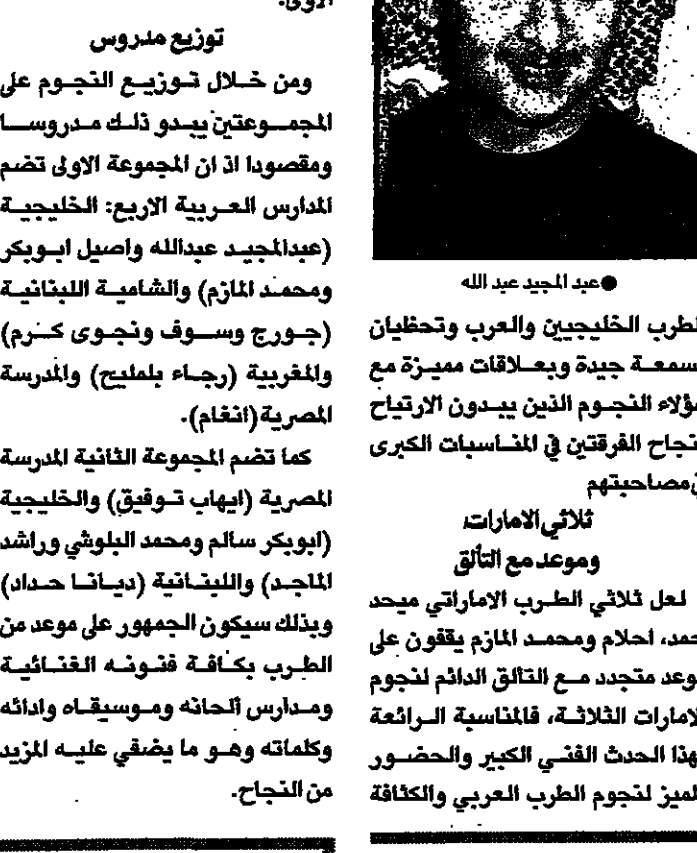 ●عبد المجيد عبد الله
الطرب الخليجيين والعرب وتحظيان
بسمعة جيدة وبعلاقات مميزة مع
هؤلاء النجوم الذين يبدون الارتياح
لنجاح الفرقتين في المناسبات الكبرى
مصاحبتهم
ثلاثي الامارات
وموعد مع التألق
لعل ثلاثي الطرب الاماراتي ميحد
حمد، احلام ومحمد المازم يقفون على
موعد متجدد مع التألق الدائم لنجوم
الامارات الثلاثة، فالمناسبة الرائعة
لهذا الحدث الفني الكبير والحضور
المميز لنجوم الطرب العربي والكثافة
الاولى.
توزيع مدروس
ومن خلال توزيع النجوم على
المجموعتين يبدو ذلك مدروسا
ومقصودا اذ ان المجموعة الاولى تضم
المدارس العربية الاربع: الخليجية
(عبدالمجيد عبدالله واصيل ابوبكر
ومحمد المازم) والشامية اللبنانية
(جورج وسوف ونجوى كرم)
والمغربية (رجاء بلمليح) والمدرسة
المصرية (انغام).
كما تضم المجموعة الثانية المدرسة
المصرية (ايهاب توفيق) والخليجية
(ابوبكر سالم ومحمد البلوشي وراشد
الماجد) واللبنانية (ديانا حداد)
وبذلك سيكون الجمهور على موعد من
الطرب بكافة فنونه الغنائية
ومدارس ألحانه وموسيقاه وادائه
وكلماته وهو ما يضفي عليه المزيد
من النجاح.